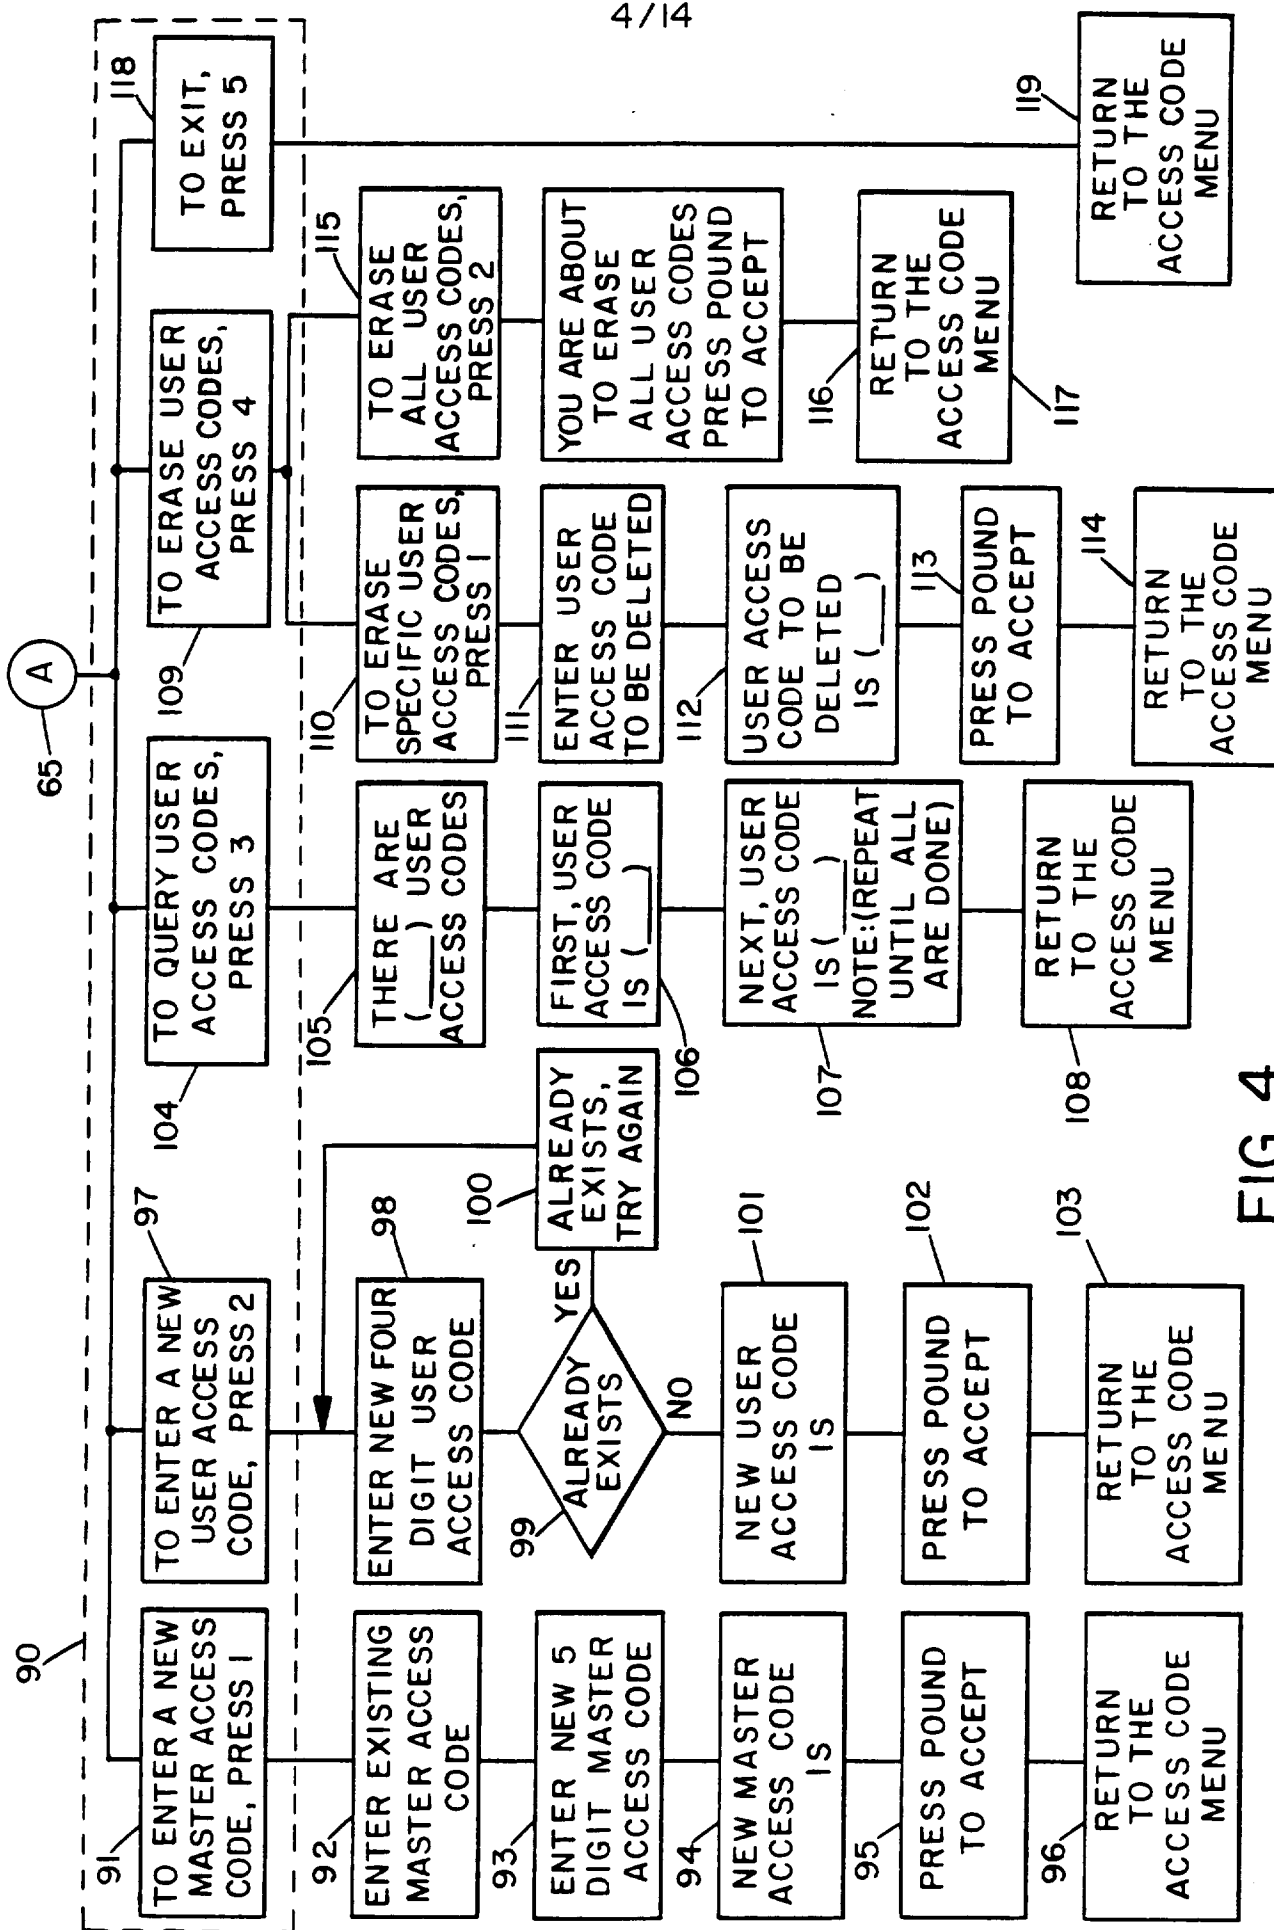 4/14
A
65
90
91
TO ENTER A NEW
MASTER ACCESS
CODE, PRESS 1
92
ENTER EXISTING
MASTER ACCESS
CODE
93
ENTER NEW 5
DIGIT MASTER
ACCESS CODE
94
NEW MASTER
ACCESS CODE
IS
95
PRESS POUND
TO ACCEPT
96
RETURN
TO THE
ACCESS CODE
MENU
97
TO ENTER A NEW
USER ACCESS
CODE, PRESS 2
98
ENTER NEW FOUR
DIGIT USER
ACCESS CODE
99
ALREADY
EXISTS
YES
NO
100
ALREADY
EXISTS,
TRY AGAIN
101
NEW USER
ACCESS CODE
IS
102
PRESS POUND
TO ACCEPT
103
RETURN
TO THE
ACCESS CODE
MENU
104
TO QUERY USER
ACCESS CODES,
PRESS 3
105
THERE ARE
(___) USER
ACCESS CODES
106
FIRST, USER
ACCESS CODE
IS (___)
107
NEXT, USER
ACCESS CODE
IS (___)
NOTE:(REPEAT
UNTIL ALL
ARE DONE)
108
RETURN
TO THE
ACCESS CODE
MENU
109
TO ERASE USER
ACCESS CODES,
PRESS 4
110
TO ERASE
SPECIFIC USER
ACCESS CODES,
PRESS 1
111
ENTER USER
ACCESS CODE
TO BE DELETED
112
USER ACCESS
CODE TO BE
DELETED
IS (___)
113
PRESS POUND
TO ACCEPT
114
RETURN
TO THE
ACCESS CODE
MENU
115
TO ERASE
ALL USER
ACCESS CODES,
PRESS 2
YOU ARE ABOUT
TO ERASE
ALL USER
ACCESS CODES
PRESS POUND
TO ACCEPT
116
RETURN
TO THE
ACCESS CODE
MENU
117
118
TO EXIT,
PRESS 5
119
RETURN
TO THE
ACCESS CODE
MENU
FIG 4